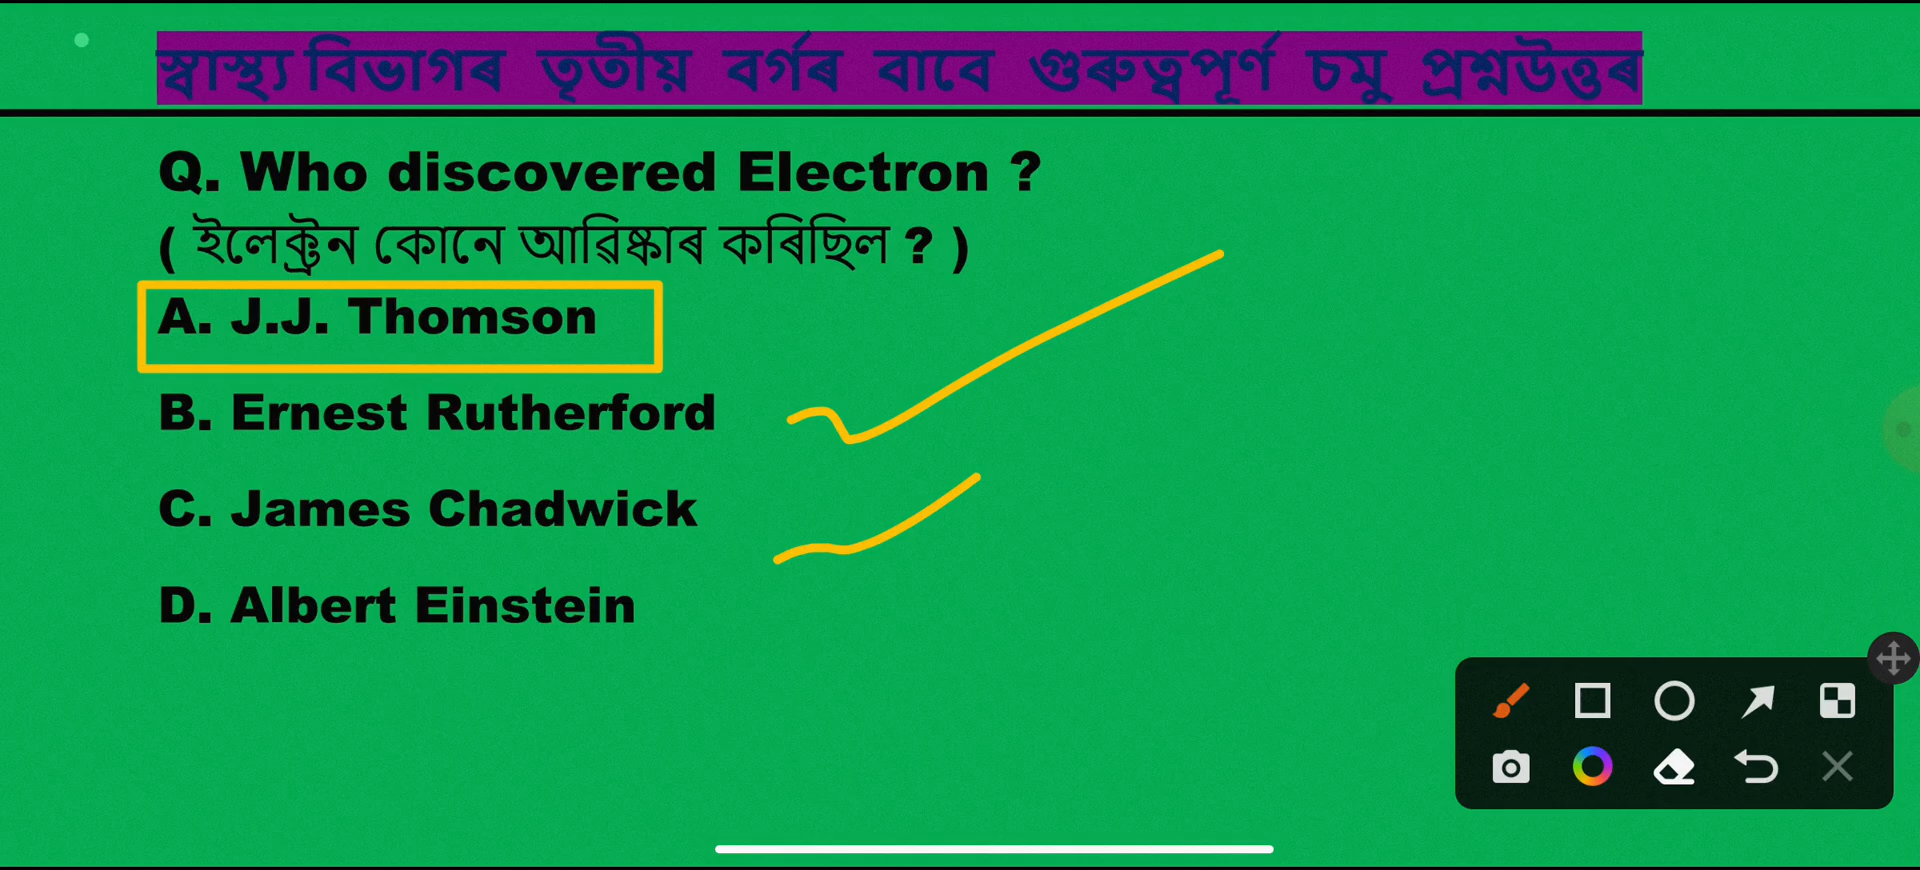 স্বাস্থ্য বিভাগৰ তৃতীয় বৰ্গৰ বাবে গুৰুত্বপূৰ্ণ চমু প্ৰশ্নউত্তৰ
Q. Who discovered Electron ?
( ইলেক্ট্ৰন কোনে আৱিষ্কাৰ কৰিছিল ? )
A. J.J. Thomson
B. Ernest Rutherford
C. James Chadwick
D. Albert Einstein